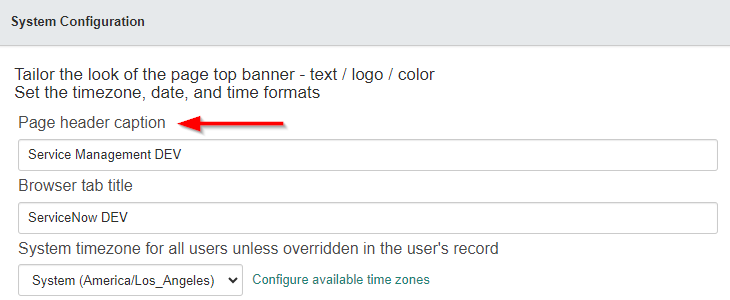 System Configuration
Tailor the look of the page top banner - text / logo / color
Set the timezone, date, and time formats
Page header caption
Service Management DEV
Browser tab title
ServiceNow DEV
System timezone for all users unless overridden in the user's record
System (America/Los_Angeles) Configure available time zones